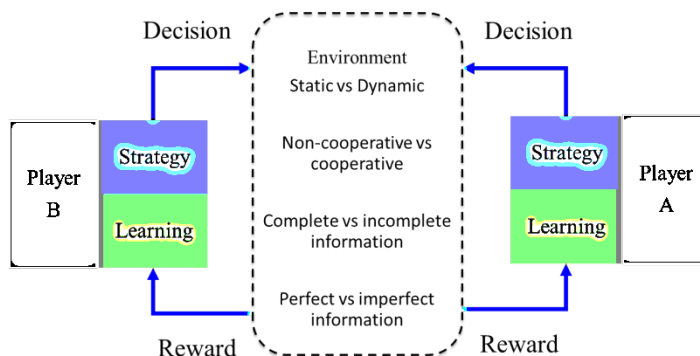 Decision
Decision
Environment
Static vs Dynamic
Non-cooperative vs
cooperative
Strategy
Strategy
Player
B
Player
A
Learning
Complete vs incomplete
information
Learning
Perfect vs imperfect
information
Reward
Reward